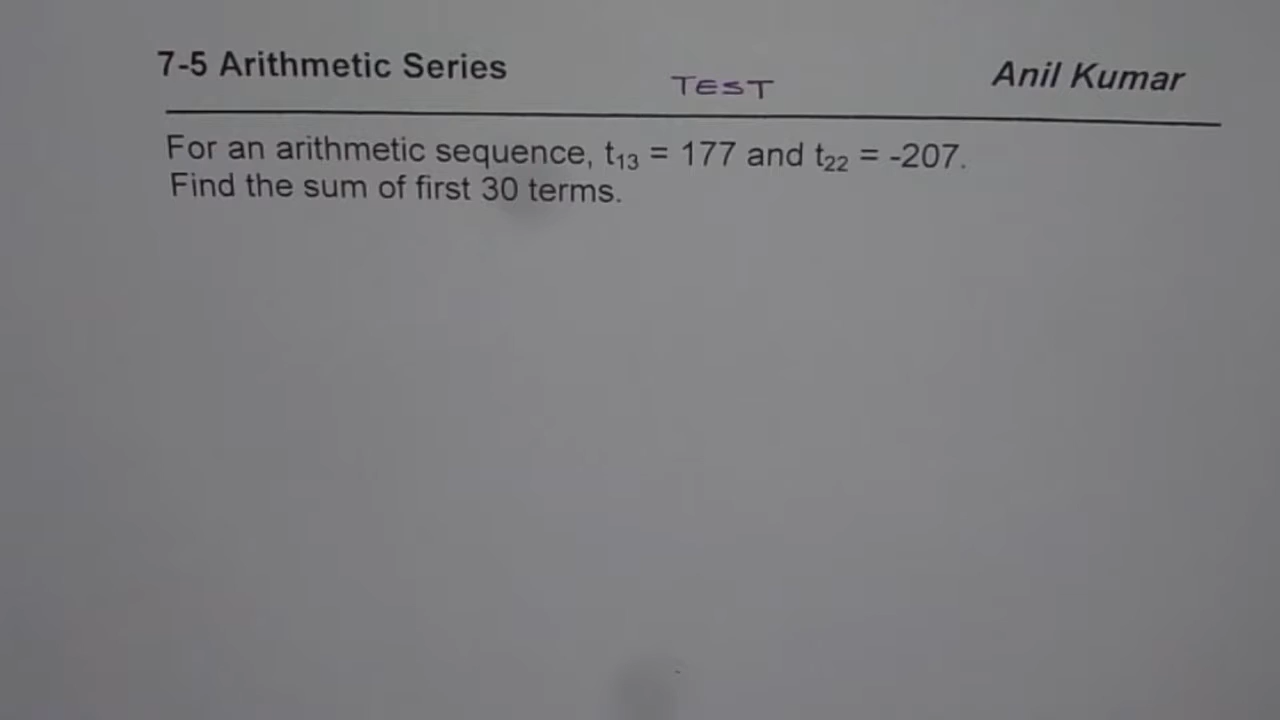 7-5 Arithmetic Series TEST Anil Kumar
For an arithmetic sequence, t₁₃ = 177 and t₂₂ = -207.
Find the sum of first 30 terms.